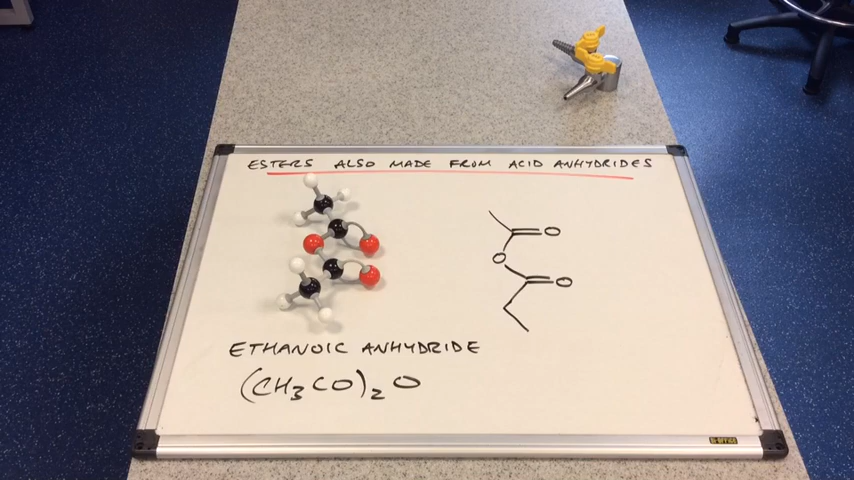 ESTERS ALSO MADE FROM ACID ANHYDRIDES
O
O
O
ETHANOIC ANHYDRIDE
(CH₃CO)₂O